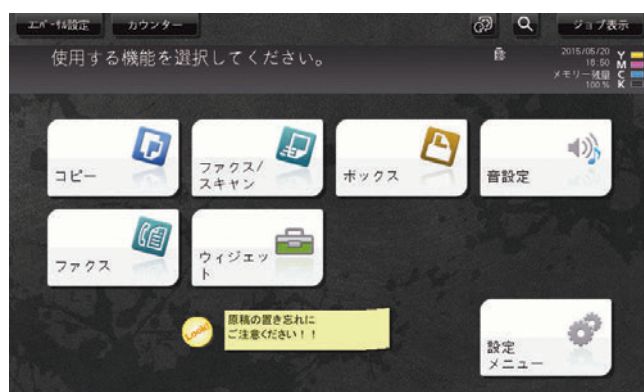 ﾕﾆﾊﾞｰｻﾙ設定
カウンター
ジョブ表示
使用する機能を選択してください。
2015/05/20
18:50
メモリー残量
100 %
Y
M
C
K
コピー
ファクス/
スキャン
ボックス
音設定
ファクス
ウィジェッ
ト
Look!
原稿の置き忘れに
ご注意ください！！
設定
メニュー